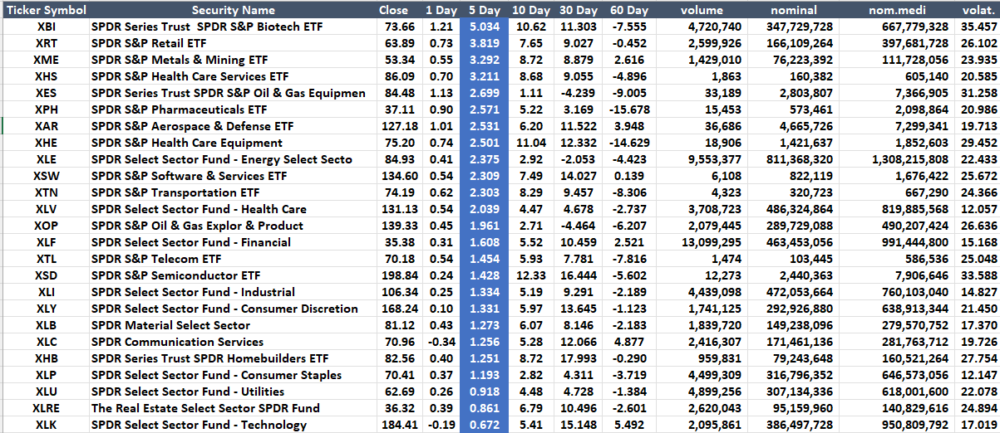 Ticker Symbol Security Name Close 1 Day 5 Day 10 Day 30 Day 60 Day volume nominal nom.medi volat.
XBI SPDR Series Trust SPDR S&P Biotech ETF 73.66 1.21 5.034 10.62 11.303 -7.555 4,720,740 347,729,728 667,779,328 35.457
XRT SPDR S&P Retail ETF 63.89 0.73 3.819 7.65 9.027 -0.452 2,599,926 166,109,264 397,681,728 26.102
XME SPDR S&P Metals & Mining ETF 53.34 0.55 3.292 8.72 8.879 2.616 1,429,010 76,223,392 111,728,056 23.935
XHS SPDR S&P Health Care Services ETF 86.09 0.70 3.211 8.68 9.055 -4.896 1,863 160,382 605,140 20.585
XES SPDR Series Trust SPDR S&P Oil & Gas Equipmen 84.48 1.13 2.699 1.11 -4.239 -9.005 33,189 2,803,807 7,366,905 31.258
XPH SPDR S&P Pharmaceuticals ETF 37.11 0.90 2.571 5.22 3.169 -15.678 15,453 573,461 2,098,864 20.986
XAR SPDR S&P Aerospace & Defense ETF 127.18 1.01 2.531 6.20 11.522 3.948 36,686 4,665,726 7,299,341 19.713
XHE SPDR S&P Health Care Equipment 75.20 0.74 2.501 11.04 12.332 -14.629 18,906 1,421,637 1,852,603 29.452
XLE SPDR Select Sector Fund - Energy Select Secto 84.93 0.41 2.375 2.92 -2.053 -4.423 9,553,377 811,368,320 1,308,215,808 22.433
XSW SPDR S&P Software & Services ETF 134.60 0.54 2.309 7.49 14.027 0.139 6,108 822,119 1,676,422 25.672
XTN SPDR S&P Transportation ETF 74.19 0.62 2.303 8.29 9.457 -8.306 4,323 320,723 667,290 24.366
XLV SPDR Select Sector Fund - Health Care 131.13 0.54 2.039 4.47 4.678 -2.737 3,708,723 486,324,864 819,885,568 12.057
XOP SPDR S&P Oil & Gas Explor & Product 139.33 0.45 1.961 2.71 -4.464 -6.207 2,079,445 289,729,088 490,207,424 26.636
XLF SPDR Select Sector Fund - Financial 35.38 0.31 1.608 5.52 10.459 2.521 13,099,295 463,453,056 991,444,800 15.168
XTL SPDR S&P Telecom ETF 70.18 0.54 1.454 5.93 7.781 -7.816 1,474 103,445 586,536 25.048
XSD SPDR S&P Semiconductor ETF 198.84 0.24 1.428 12.33 16.444 -5.602 12,273 2,440,363 7,906,646 33.588
XLI SPDR Select Sector Fund - Industrial 106.34 0.25 1.334 5.19 9.291 -2.189 4,439,098 472,053,664 760,103,040 14.827
XLY SPDR Select Sector Fund - Consumer Discretion 168.24 0.10 1.331 5.97 13.645 -1.123 1,741,125 292,926,880 638,913,344 21.450
XLB SPDR Material Select Sector 81.12 0.43 1.273 6.07 8.146 -2.183 1,839,720 149,238,096 279,570,752 17.370
XLC SPDR Communication Services 70.96 -0.34 1.256 5.28 12.066 4.877 2,416,307 171,461,136 281,763,712 19.726
XHB SPDR Series Trust SPDR Homebuilders ETF 82.56 0.40 1.251 8.72 17.993 -0.290 959,831 79,243,648 160,521,264 27.754
XLP SPDR Select Sector Fund - Consumer Staples 70.41 0.37 1.193 2.82 4.311 -3.719 4,499,309 316,796,352 646,573,056 12.147
XLU SPDR Select Sector Fund - Utilities 62.69 0.26 0.918 4.48 4.728 -1.384 4,899,256 307,134,336 618,001,600 22.078
XLRE The Real Estate Select Sector SPDR Fund 36.32 0.39 0.861 6.79 10.496 -2.601 2,620,043 95,159,960 140,829,616 24.894
XLK SPDR Select Sector Fund - Technology 184.41 -0.19 0.672 5.41 15.148 5.492 2,095,861 386,497,728 950,809,792 17.019